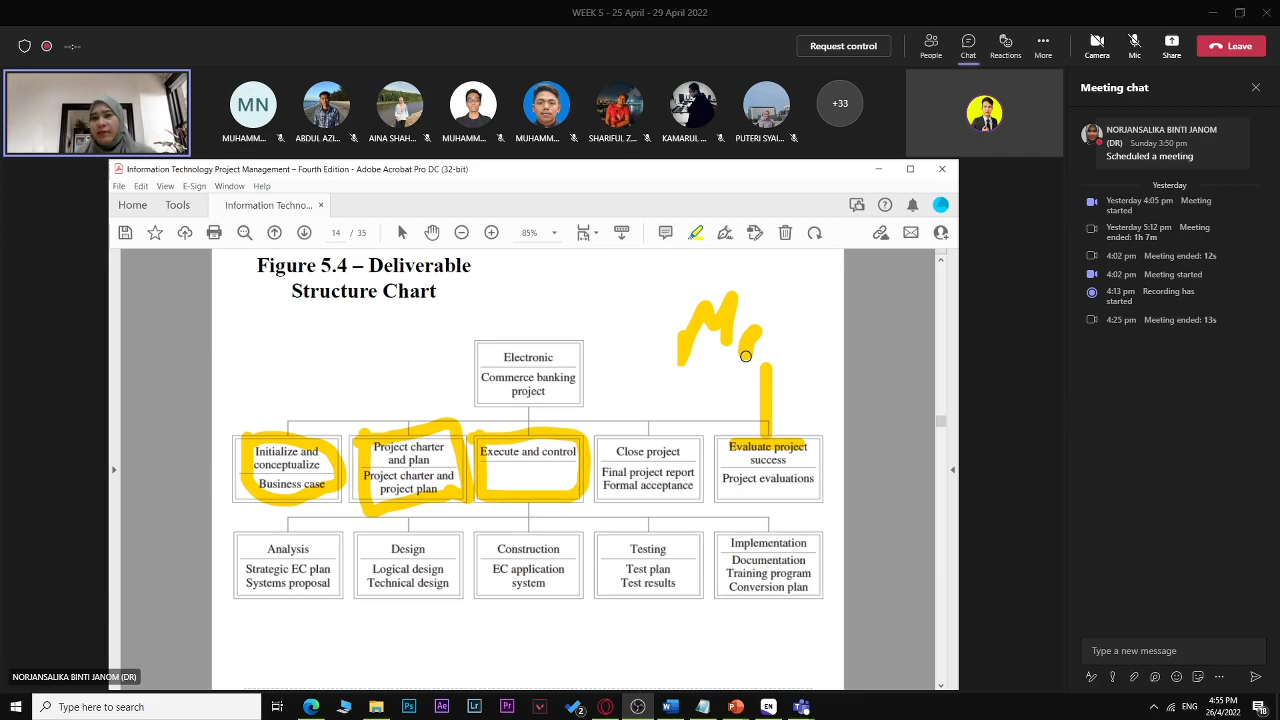 WEEK 5 - 25 April - 29 April 2022
--:--
Request control
People
Chat
Reactions
More
Camera
Mic
Share
Leave
MN
+33
MUHAMM...
ABDUL AZI...
AINA SHAH...
MUHAMM...
MUHAMM...
SHARIFUL Z...
KAMARUL ...
PUTERI SYAI...
Meeting chat
NORJANSALIKA BINTI JANOM (DR)
Sunday 3:50 pm
Scheduled a meeting
Yesterday
Yesterday 4:05 pm Meeting
started
Yesterday 5:12 pm Meeting
ended: 1h 7m
4:02 pm Meeting ended: 12s
4:02 pm Meeting started
4:13 pm Recording has
started
4:25 pm Meeting ended: 13s
Type a new message
Information Technology Project Management – Fourth Edition - Adobe Acrobat Pro DC (32-bit)
File Edit View E-Sign Window Help
Home Tools Information Techno... ×
14 / 35
85%
Figure 5.4 – Deliverable
Structure Chart
Electronic
Commerce banking
project
Initialize and
conceptualize
Business case
Project charter
and plan
Project charter and
project plan
Execute and control
Close project
Final project report
Formal acceptance
Evaluate project
success
Project evaluations
Analysis
Strategic EC plan
Systems proposal
Design
Logical design
Technical design
Construction
EC application
system
Testing
Test plan
Test results
Implementation
Documentation
Training program
Conversion plan
NORJANSALIKA BINTI JANOM (DR)
Type here to search
Ps
Ae
Lr
Pr
EN
4:55 PM
26/4/2022